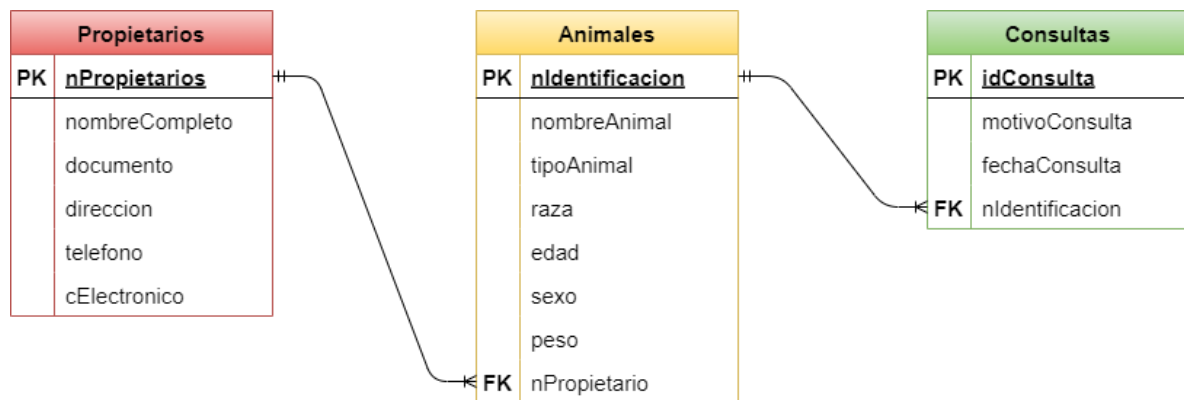 Propietarios
PK nPropietarios
nombreCompleto
documento
direccion
telefono
cElectronico
Animales
PK nIdentificacion
nombreAnimal
tipoAnimal
raza
edad
sexo
peso
FK nPropietario
Consultas
PK idConsulta
motivoConsulta
fechaConsulta
FK nIdentificacion